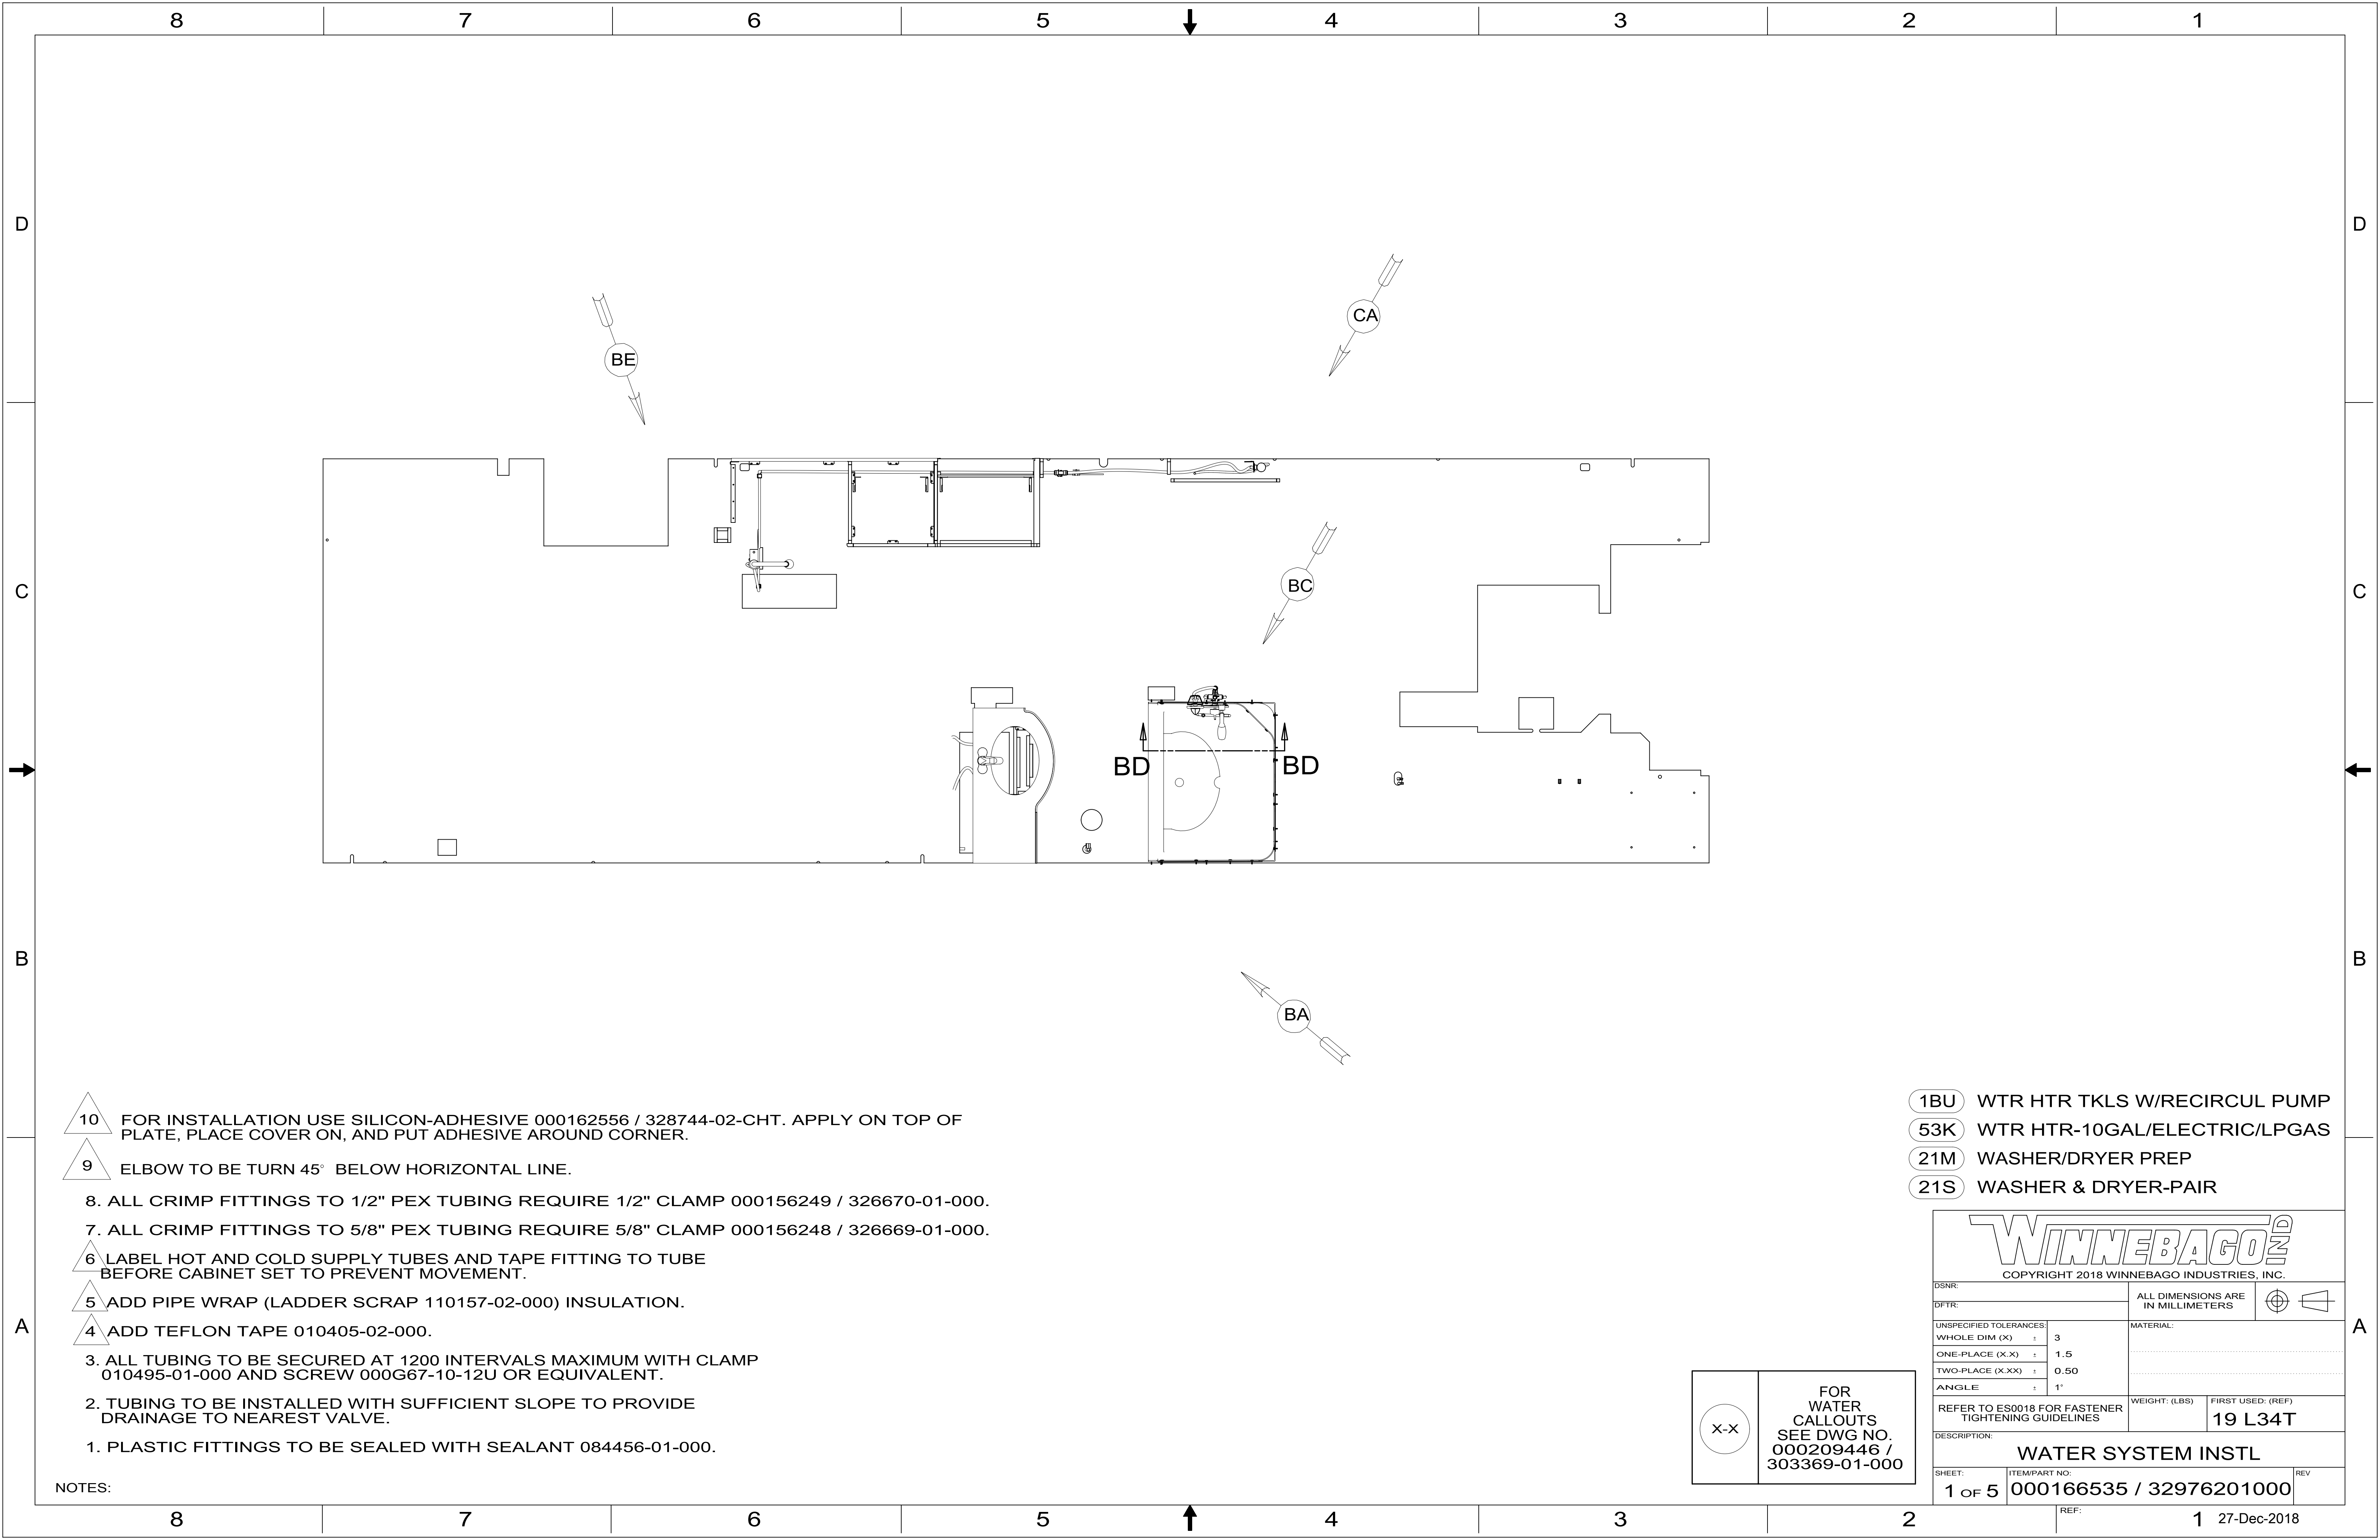 8 7 6 5 4 3 2 1
D D
CA
BE
C C
BC
BD BD
B B
BA
10 FOR INSTALLATION USE SILICON-ADHESIVE 000162556 / 328744-02-CHT. APPLY ON TOP OF
PLATE, PLACE COVER ON, AND PUT ADHESIVE AROUND CORNER.
9 ELBOW TO BE TURN 45° BELOW HORIZONTAL LINE.
8. ALL CRIMP FITTINGS TO 1/2" PEX TUBING REQUIRE 1/2" CLAMP 000156249 / 326670-01-000.
7. ALL CRIMP FITTINGS TO 5/8" PEX TUBING REQUIRE 5/8" CLAMP 000156248 / 326669-01-000.
6 LABEL HOT AND COLD SUPPLY TUBES AND TAPE FITTING TO TUBE
BEFORE CABINET SET TO PREVENT MOVEMENT.
5 ADD PIPE WRAP (LADDER SCRAP 110157-02-000) INSULATION.
4 ADD TEFLON TAPE 010405-02-000.
3. ALL TUBING TO BE SECURED AT 1200 INTERVALS MAXIMUM WITH CLAMP
010495-01-000 AND SCREW 000G67-10-12U OR EQUIVALENT.
2. TUBING TO BE INSTALLED WITH SUFFICIENT SLOPE TO PROVIDE
DRAINAGE TO NEAREST VALVE.
1. PLASTIC FITTINGS TO BE SEALED WITH SEALANT 084456-01-000.
NOTES:
1BU WTR HTR TKLS W/RECIRCUL PUMP
53K WTR HTR-10GAL/ELECTRIC/LPGAS
21M WASHER/DRYER PREP
21S WASHER & DRYER-PAIR
A A
X-X
FOR
WATER
CALLOUTS
SEE DWG NO.
000209446 /
303369-01-000
WINNEBAGO IND
COPYRIGHT 2018 WINNEBAGO INDUSTRIES, INC.
DSNR:
DFTR:
ALL DIMENSIONS ARE
IN MILLIMETERS
UNSPECIFIED TOLERANCES:
WHOLE DIM (X) ± 3
ONE-PLACE (X.X) ± 1.5
TWO-PLACE (X.XX) ± 0.50
ANGLE ± 1°
MATERIAL:
REFER TO ES0018 FOR FASTENER
TIGHTENING GUIDELINES
WEIGHT: (LBS)
FIRST USED: (REF)
19 L34T
DESCRIPTION:
WATER SYSTEM INSTL
SHEET:
1 OF 5
ITEM/PART NO:
000166535 / 32976201000
REV
REF:
8 7 6 5 4 3 2 1
27-Dec-2018